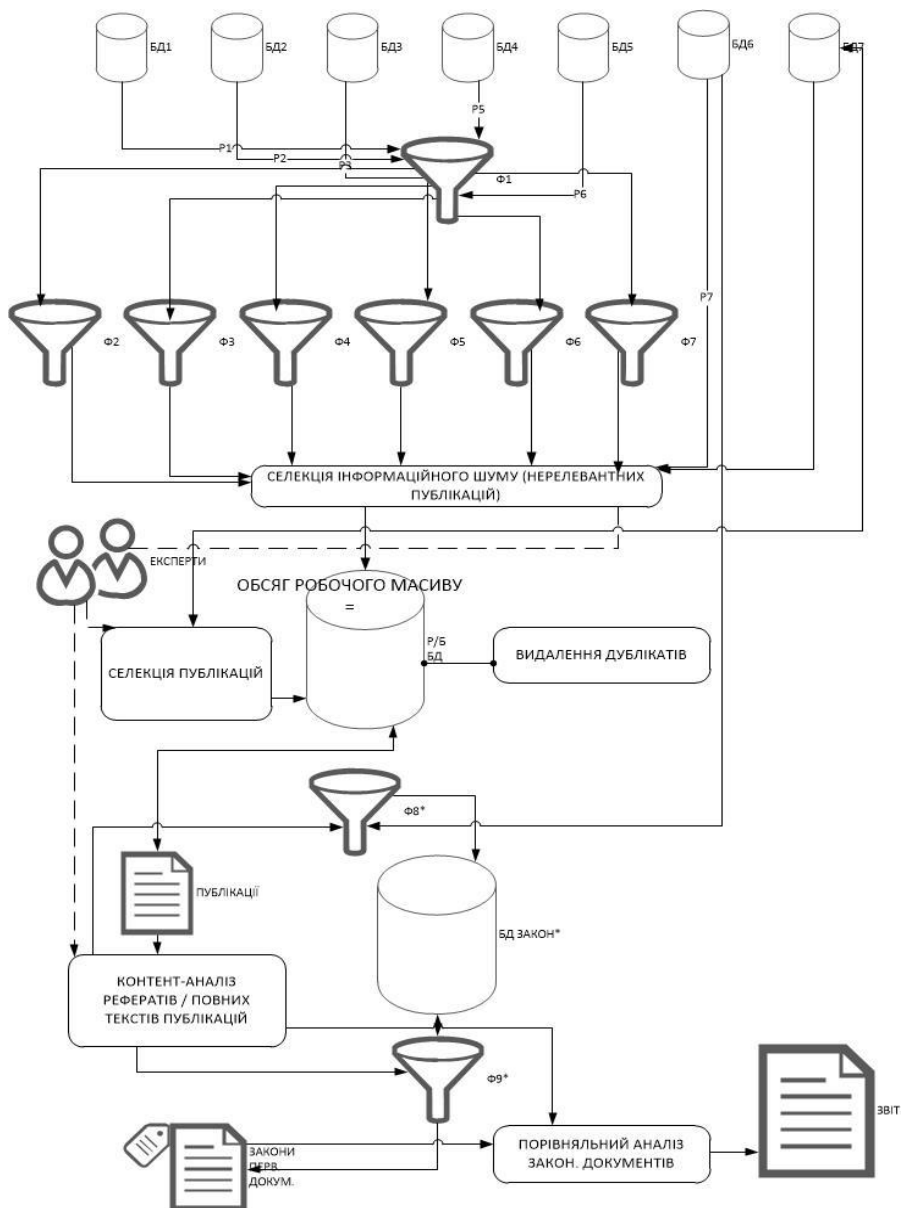 БД1
БД2
БД3
БД4
БД5
БД6
БД7
Р5
Р1
Р2
Р3
Ф1
Р6
Р7
Ф2
Ф3
Ф4
Ф5
Ф6
Ф7
СЕЛЕКЦІЯ ІНФОРМАЦІЙНОГО ШУМУ (НЕРЕЛЕВАНТНИХ
ПУБЛІКАЦІЙ)
ЕКСПЕРТИ
ОБСЯГ РОБОЧОГО МАСИВУ
=
Р/Б
БД
ВИДАЛЕННЯ ДУБЛІКАТІВ
СЕЛЕКЦІЯ ПУБЛІКАЦІЙ
Ф8*
ПУБЛІКАЦІЇ
БД ЗАКОН*
КОНТЕНТ-АНАЛІЗ
РЕФЕРАТІВ / ПОВНИХ
ТЕКСТІВ ПУБЛІКАЦІЙ
Ф9*
ЗАКОНИ
ПЕРВ.
ДОКУМ.
ПОРІВНЯЛЬНИЙ АНАЛІЗ
ЗАКОН. ДОКУМЕНТІВ
ЗВІТ